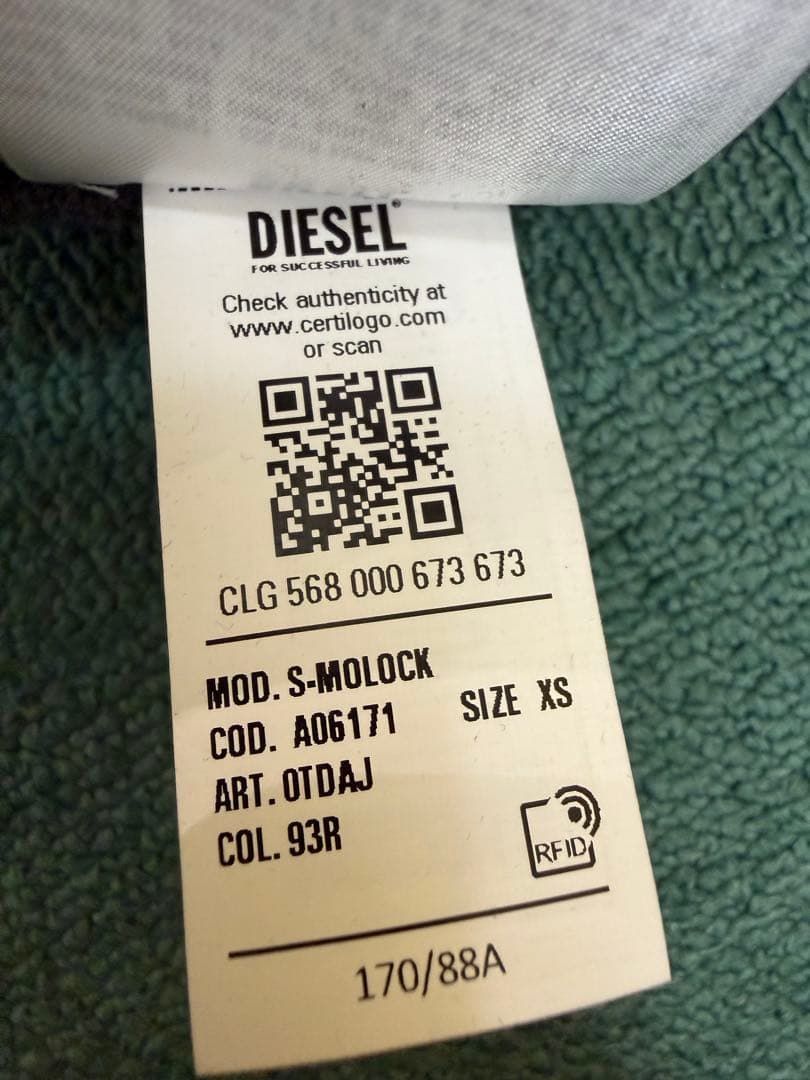 DIESEL®
FOR SUCCESSFUL LIVING
Check authenticity at
www.certilogo.com
or scan
CLG 568 000 673 673
MOD. S-MOLOCK
COD. A06171 SIZE XS
ART. 0TDAJ
COL. 93R
RFID
170/88A